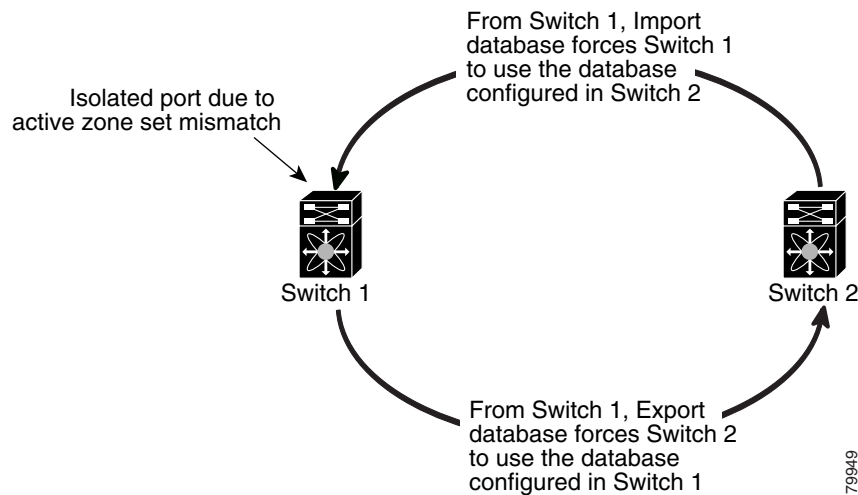 From Switch 1, Import
database forces Switch 1
to use the database
configured in Switch 2
Isolated port due to
active zone set mismatch
Switch 1
Switch 2
From Switch 1, Export
database forces Switch 2
to use the database
configured in Switch 1
79949